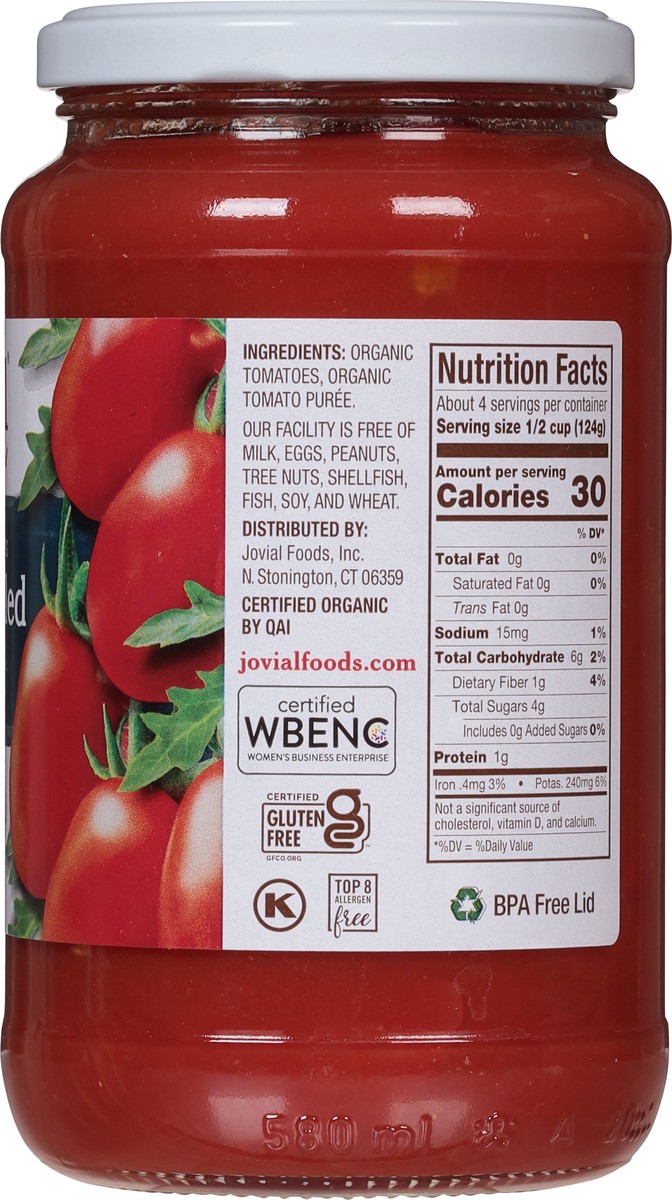 ed
INGREDIENTS: ORGANIC
TOMATOES, ORGANIC
TOMATO PURÉE.
OUR FACILITY IS FREE OF
MILK, EGGS, PEANUTS,
TREE NUTS, SHELLFISH,
FISH, SOY, AND WHEAT.
DISTRIBUTED BY:
Jovial Foods, Inc.
N. Stonington, CT 06359
CERTIFIED ORGANIC
BY QAI
jovialfoods.com
certified
WBENC
WOMEN'S BUSINESS ENTERPRISE
CERTIFIED
GLUTEN
FREE
GFCO.ORG
K
TOP 8
ALLERGEN
free
Nutrition Facts
About 4 servings per container
Serving size 1/2 cup (124g)
Amount per serving
Calories 30
% DV*
Total Fat 0g 0%
Saturated Fat 0g 0%
Trans Fat 0g
Sodium 15mg 1%
Total Carbohydrate 6g 2%
Dietary Fiber 1g 4%
Total Sugars 4g
Includes 0g Added Sugars 0%
Protein 1g
Iron .4mg 3% • Potas. 240mg 6%
Not a significant source of
cholesterol, vitamin D, and calcium.
*%DV = %Daily Value
BPA Free Lid
580 ml A